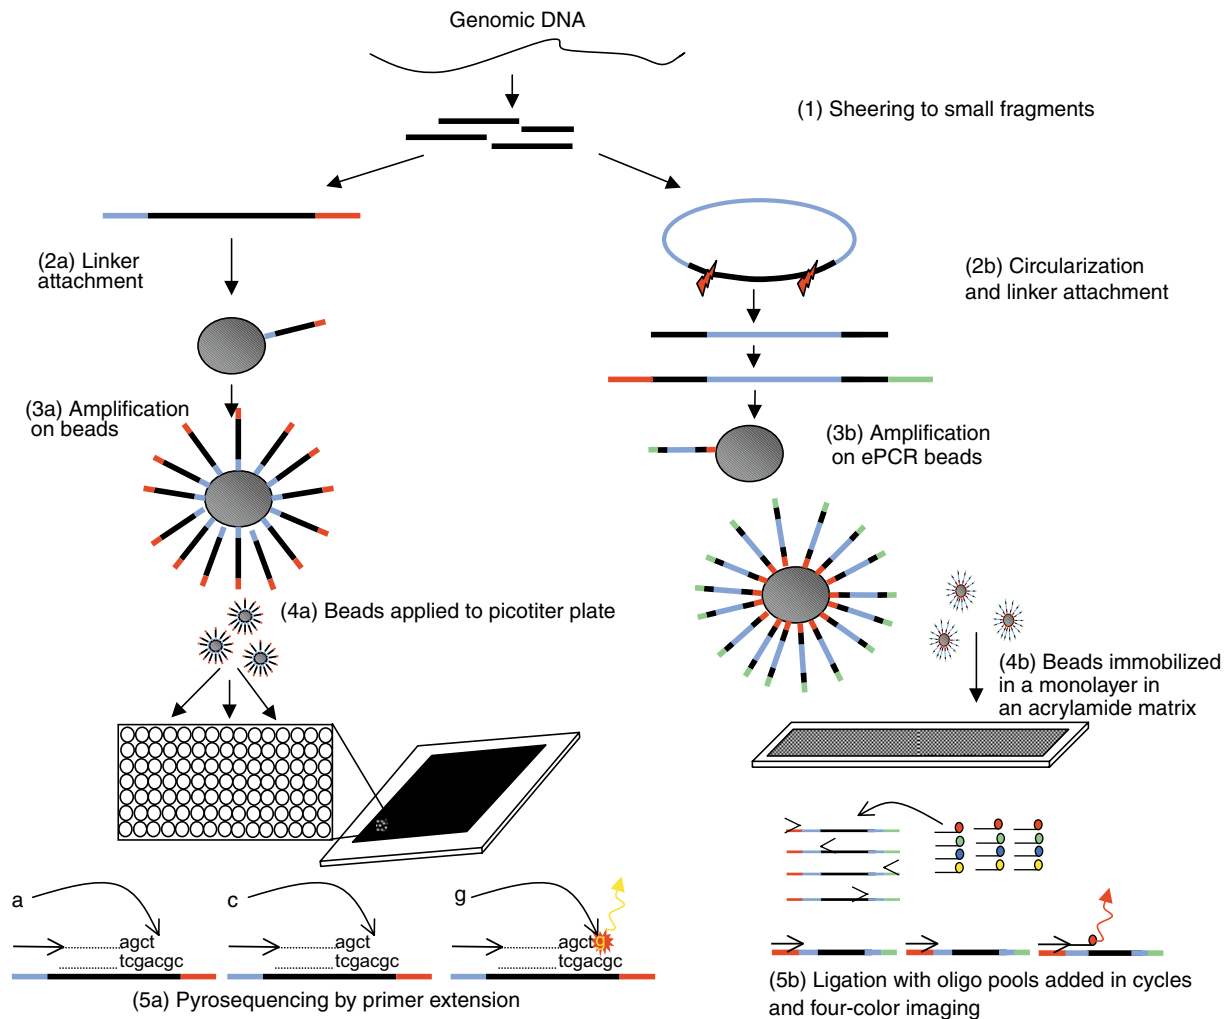 Genomic DNA
(1) Sheering to small fragments
(2a) Linker
attachment
(2b) Circularization
and linker attachment
(3a) Amplification
on beads
(3b) Amplification
on ePCR beads
(4a) Beads applied to picotiter plate
(4b) Beads immobilized
in a monolayer in
an acrylamide matrix
a
agct
tcgacgc
c
agct
tcgacgc
g
agctg
tcgacgc
(5a) Pyrosequencing by primer extension
(5b) Ligation with oligo pools added in cycles
and four-color imaging